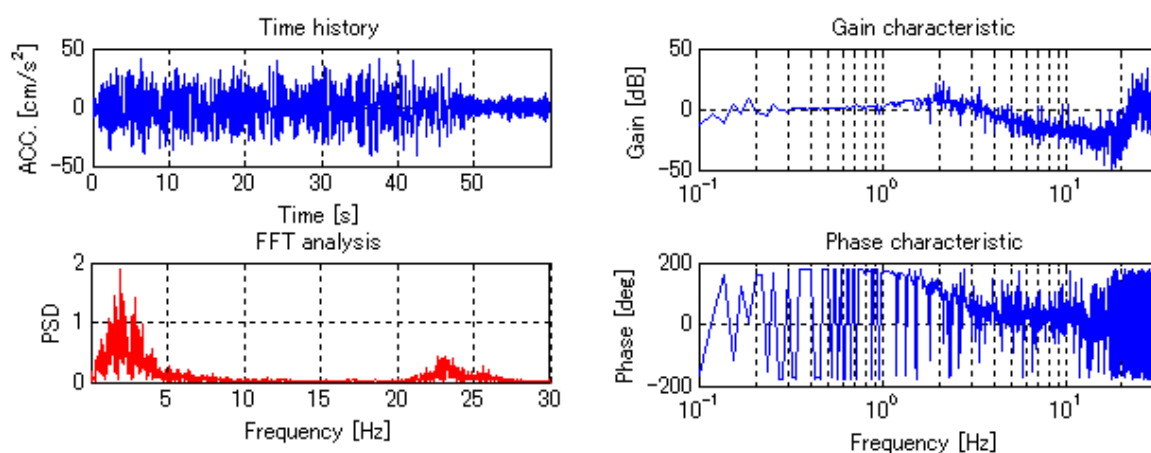 Time history
50
0
−50
ACC. [cm/s²]
0 10 20 30 40 50
Time [s]
Gain characteristic
50
0
−50
Gain [dB]
10⁻¹ 10⁰ 10¹
FFT analysis
2
1
0
PSD
5 10 15 20 25 30
Frequency [Hz]
Phase characteristic
200
0
−200
Phase [deg]
10⁻¹ 10⁰ 10¹
Frequency [Hz]